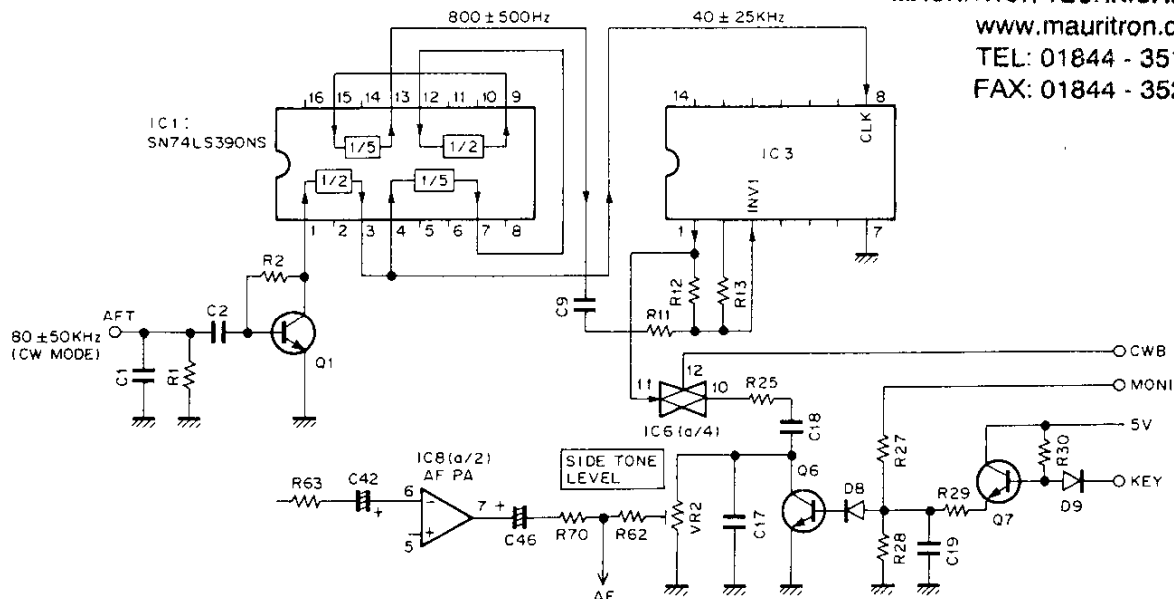 800 ± 500Hz
40 ± 25KHz
www.mauritron.
TEL: 01844 - 35
FAX: 01844 - 35
16 15 14 13 12 11 10 9
14 8
IC1:
SN74LS390NS
1/5
1/2
CLK
IC3
1/2
1/5
INV1
1 2 3 4 5 6 7 8
1 7
R2
R12
R13
C9
R11
AFT
C2
80 ± 50KHz
(CW MODE)
C1
R1
Q1
CWB
12
MONI
11
10
R25
IC6(a/4)
C18
5V
R27
R30
IC8(a/2)
AF PA
SIDE TONE
LEVEL
Q6
D8
KEY
R63
C42
6
7
R29
Q7
D9
5
C46
R70
R62
VR2
C17
R28
C19
AF